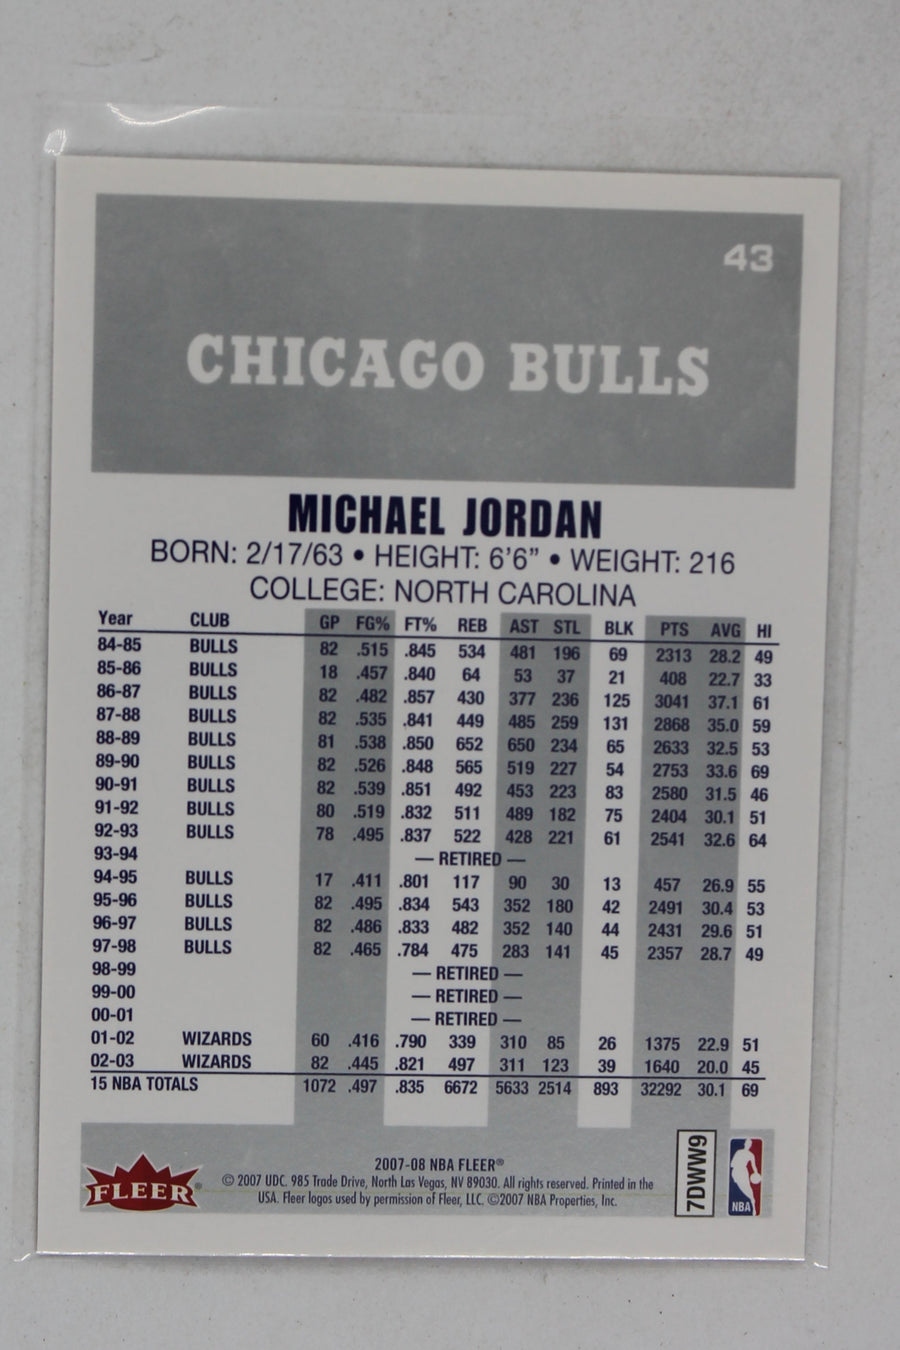 43
CHICAGO BULLS
MICHAEL JORDAN
BORN: 2/17/63 • HEIGHT: 6'6” • WEIGHT: 216
COLLEGE: NORTH CAROLINA
Year CLUB GP FG% FT% REB AST STL BLK PTS AVG HI
84-85 BULLS 82 .515 .845 534 481 196 69 2313 28.2 49
85-86 BULLS 18 .457 .840 64 53 37 21 408 22.7 33
86-87 BULLS 82 .482 .857 430 377 236 125 3041 37.1 61
87-88 BULLS 82 .535 .841 449 485 259 131 2868 35.0 59
88-89 BULLS 81 .538 .850 652 650 234 65 2633 32.5 53
89-90 BULLS 82 .526 .848 565 519 227 54 2753 33.6 69
90-91 BULLS 82 .539 .851 492 453 223 83 2580 31.5 46
91-92 BULLS 80 .519 .832 511 489 182 75 2404 30.1 51
92-93 BULLS 78 .495 .837 522 428 221 61 2541 32.6 64
93-94 — RETIRED —
94-95 BULLS 17 .411 .801 117 90 30 13 457 26.9 55
95-96 BULLS 82 .495 .834 543 352 180 42 2491 30.4 53
96-97 BULLS 82 .486 .833 482 352 140 44 2431 29.6 51
97-98 BULLS 82 .465 .784 475 283 141 45 2357 28.7 49
98-99 — RETIRED —
99-00 — RETIRED —
00-01 — RETIRED —
01-02 WIZARDS 60 .416 .790 339 310 85 26 1375 22.9 51
02-03 WIZARDS 82 .445 .821 497 311 123 39 1640 20.0 45
15 NBA TOTALS 1072 .497 .835 6672 5633 2514 893 32292 30.1 69
FLEER®
2007-08 NBA FLEER®
© 2007 UDC. 985 Trade Drive, North Las Vegas, NV 89030. All rights reserved. Printed in the
USA. Fleer logos used by permission of Fleer, LLC. ©2007 NBA Properties, Inc.
7DWW9
NBA